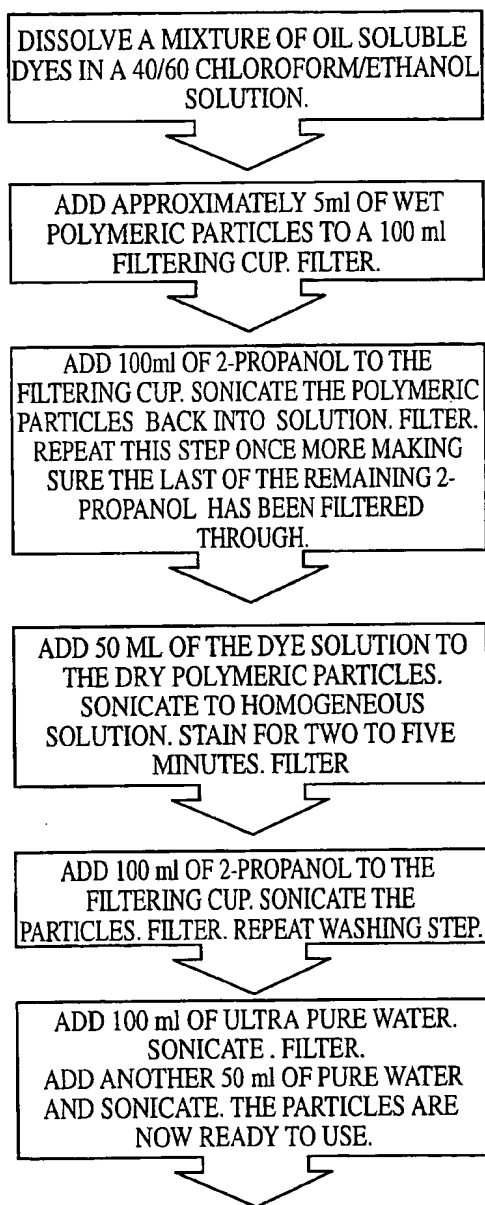 DISSOLVE A MIXTURE OF OIL SOLUBLE
DYES IN A 40/60 CHLOROFORM/ETHANOL
SOLUTION.
ADD APPROXIMATELY 5ml OF WET
POLYMERIC PARTICLES TO A 100 ml
FILTERING CUP. FILTER.
ADD 100ml OF 2-PROPANOL TO THE
FILTERING CUP. SONICATE THE POLYMERIC
PARTICLES BACK INTO SOLUTION. FILTER.
REPEAT THIS STEP ONCE MORE MAKING
SURE THE LAST OF THE REMAINING 2-
PROPANOL HAS BEEN FILTERED
THROUGH.
ADD 50 ML OF THE DYE SOLUTION TO
THE DRY POLYMERIC PARTICLES.
SONICATE TO HOMOGENEOUS
SOLUTION. STAIN FOR TWO TO FIVE
MINUTES. FILTER
ADD 100 ml OF 2-PROPANOL TO THE
FILTERING CUP. SONICATE THE
PARTICLES. FILTER. REPEAT WASHING STEP.
ADD 100 ml OF ULTRA PURE WATER.
SONICATE . FILTER.
ADD ANOTHER 50 ml OF PURE WATER
AND SONICATE. THE PARTICLES ARE
NOW READY TO USE.